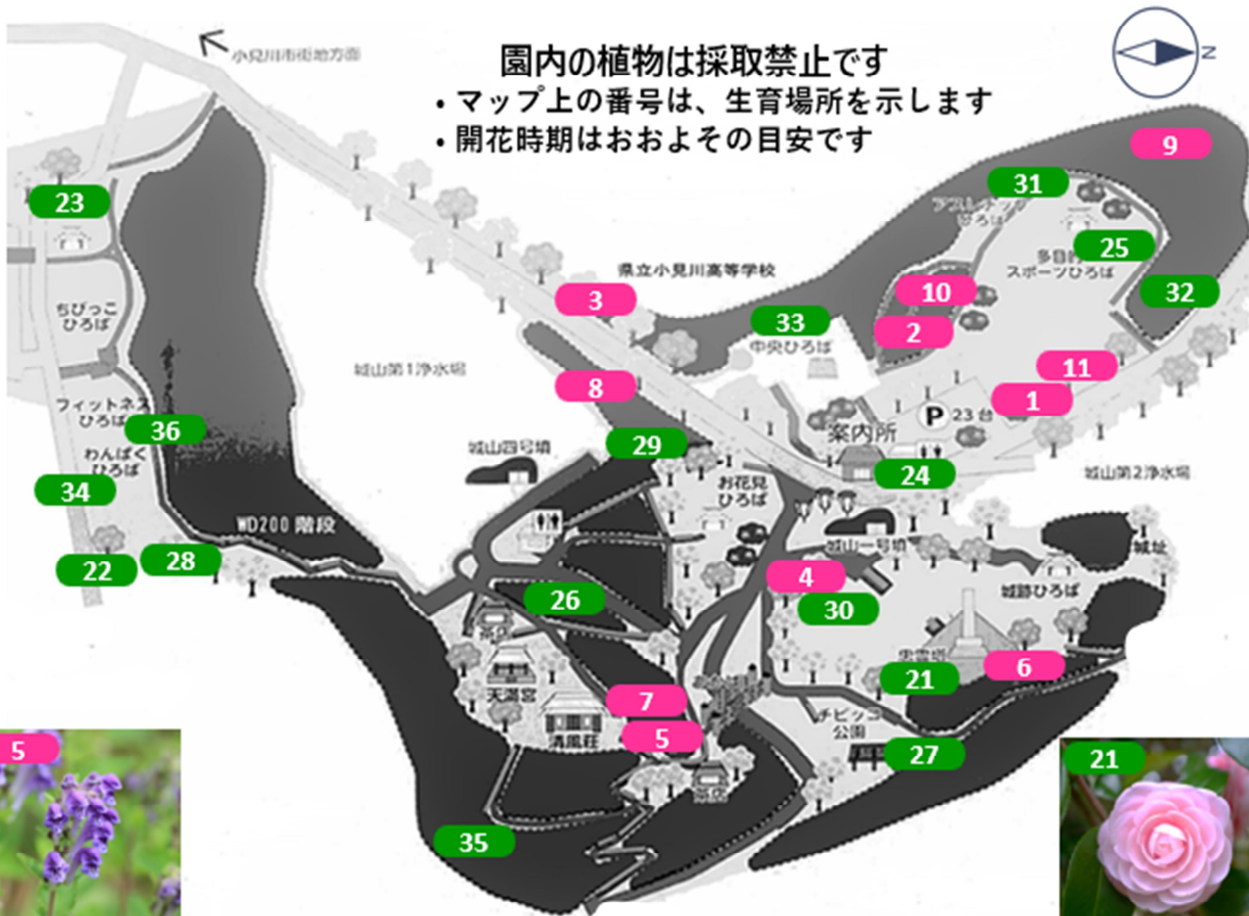 小見川市街地方面
園内の植物は採取禁止です
• マップ上の番号は、生育場所を示します
• 開花時期はおおよその目安です
N
9
31
23
アスレチック
ひろば
25
多目的
スポーツひろば
県立小見川高等学校
3
10
32
33
2
中央ひろば
ちびっこ
ひろば
城山第1浄水場
11
8
1
P 23台
フィットネス
ひろば
36
案内所
29
城山四号墳
わんぱく
ひろば
お花見
ひろば
24
城山第2浄水場
34
WD200 階段
城山一号墳
城址
22
28
4
城跡ひろば
26
30
茶店
忠霊塔
6
天満宮
21
7
清風荘
5
チビッコ
公園
27
茶店
5
21
35